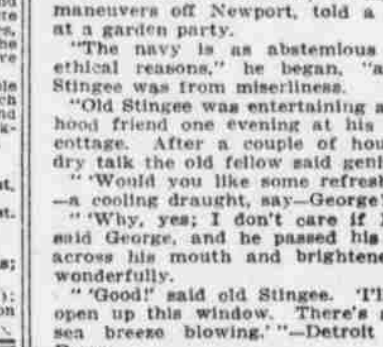 maneuvers off Newport, told a
at a garden party.
"The navy is as abstemious
ethical reasons," he began, "a
Stingee was from miserliness.
"Old Stingee was entertaining a
hood friend one evening at his
cottage. After a couple of hou
dry talk the old fellow said geni
" 'Would you like some refres
—a cooling draught, say—George
" 'Why, yes; I don't care if
said George, and he passed his
across his mouth and brightene
wonderfully.
" 'Good!' said old Stingee. 'I'l
open up this window. There's
sea breeze blowing.' "—Detroit